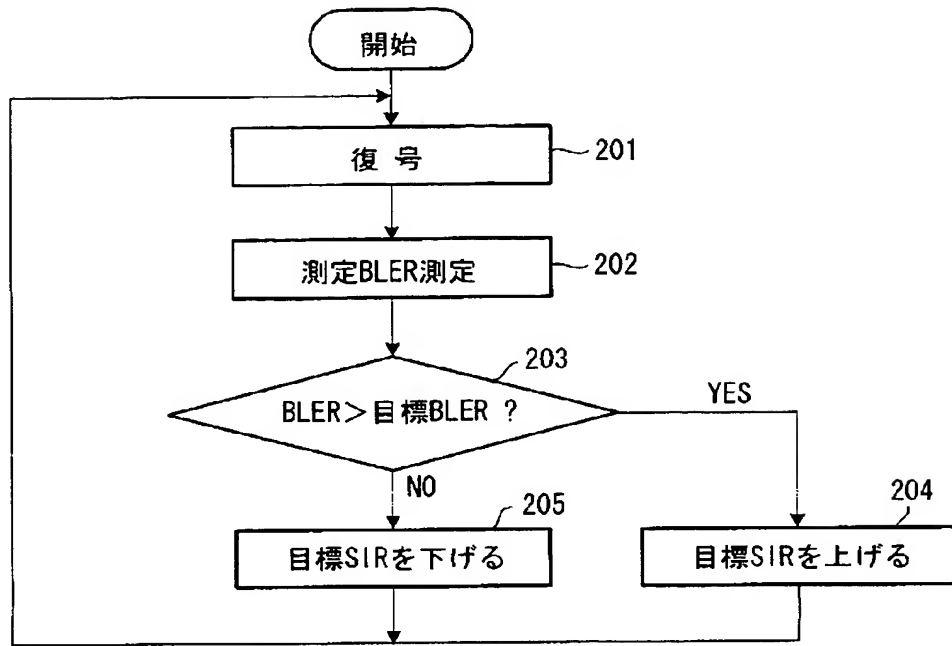 開始
復号
201
測定BLER測定
202
203
BLER＞目標BLER ?
YES
NO
205
目標SIRを下げる
204
目標SIRを上げる